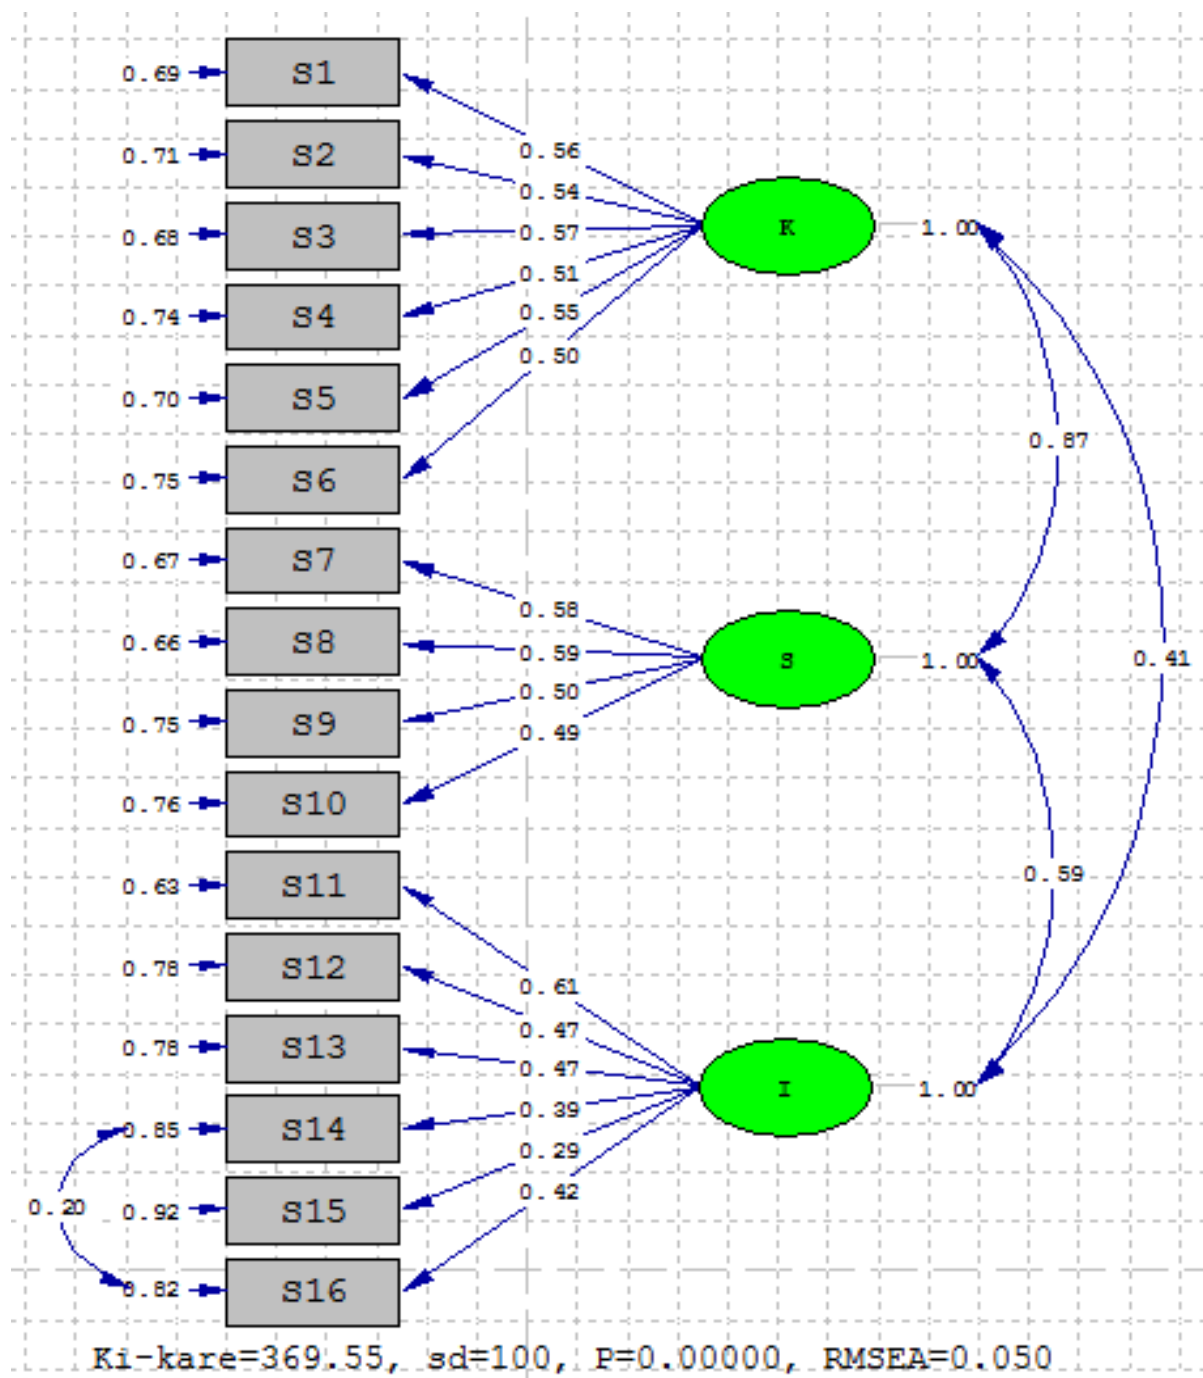 0.69 S1
0.56
0.71 S2
0.54
K 1.00
0.68 S3
0.57
0.51
0.74 S4
0.55
0.50
0.70 S5
0.87
0.75 S6
0.67 S7
0.58
0.66 S8
0.59
S 1.00
0.41
0.50
0.75 S9
0.49
0.76 S10
0.59
0.63 S11
0.61
0.78 S12
0.47
0.78 S13
0.47
I 1.00
0.39
0.85 S14
0.29
0.42
0.20 0.92 S15
0.82 S16
Ki-kare=369.55, sd=100, P=0.00000, RMSEA=0.050